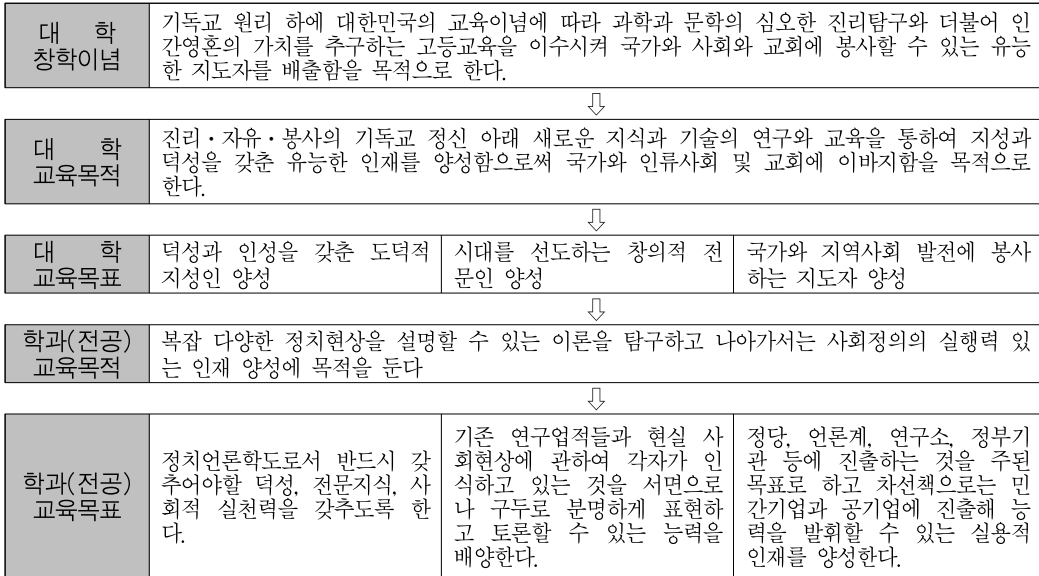 대 학
창학이념
기독교 원리 하에 대한민국의 교육이념에 따라 과학과 문학의 심오한 진리탐구와 더불어 인
간영혼의 가치를 추구하는 고등교육을 이수시켜 국가와 사회와 교회에 봉사할 수 있는 유능
한 지도자를 배출함을 목적으로 한다.
⇩
대 학
교육목적
진리・자유・봉사의 기독교 정신 아래 새로운 지식과 기술의 연구와 교육을 통하여 지성과
덕성을 갖춘 유능한 인재를 양성함으로써 국가와 인류사회 및 교회에 이바지함을 목적으로
한다.
⇩
대 학
교육목표
덕성과 인성을 갖춘 도덕적
지성인 양성
시대를 선도하는 창의적 전
문인 양성
국가와 지역사회 발전에 봉사
하는 지도자 양성
⇩
학과(전공)
교육목적
복잡 다양한 정치현상을 설명할 수 있는 이론을 탐구하고 나아가서는 사회정의의 실행력 있
는 인재 양성에 목적을 둔다
⇩
학과(전공)
교육목표
정치언론학도로서 반드시 갖
추어야할 덕성, 전문지식, 사
회적 실천력을 갖추도록 한
다.
기존 연구업적들과 현실 사
회현상에 관하여 각자가 인
식하고 있는 것을 서면으로
나 구두로 분명하게 표현하
고 토론할 수 있는 능력을
배양한다.
정당, 언론계, 연구소, 정부기
관 등에 진출하는 것을 주된
목표로 하고 차선책으로는 민
간기업과 공기업에 진출해 능
력을 발휘할 수 있는 실용적
인재를 양성한다.